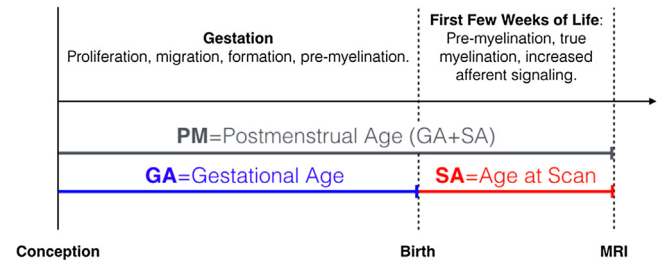 Gestation
Proliferation, migration, formation, pre-myelination.
First Few Weeks of Life:
Pre-myelination, true
myelination, increased
afferent signaling.
PM=Postmenstrual Age (GA+SA)
GA=Gestational Age
SA=Age at Scan
Conception
Birth
MRI